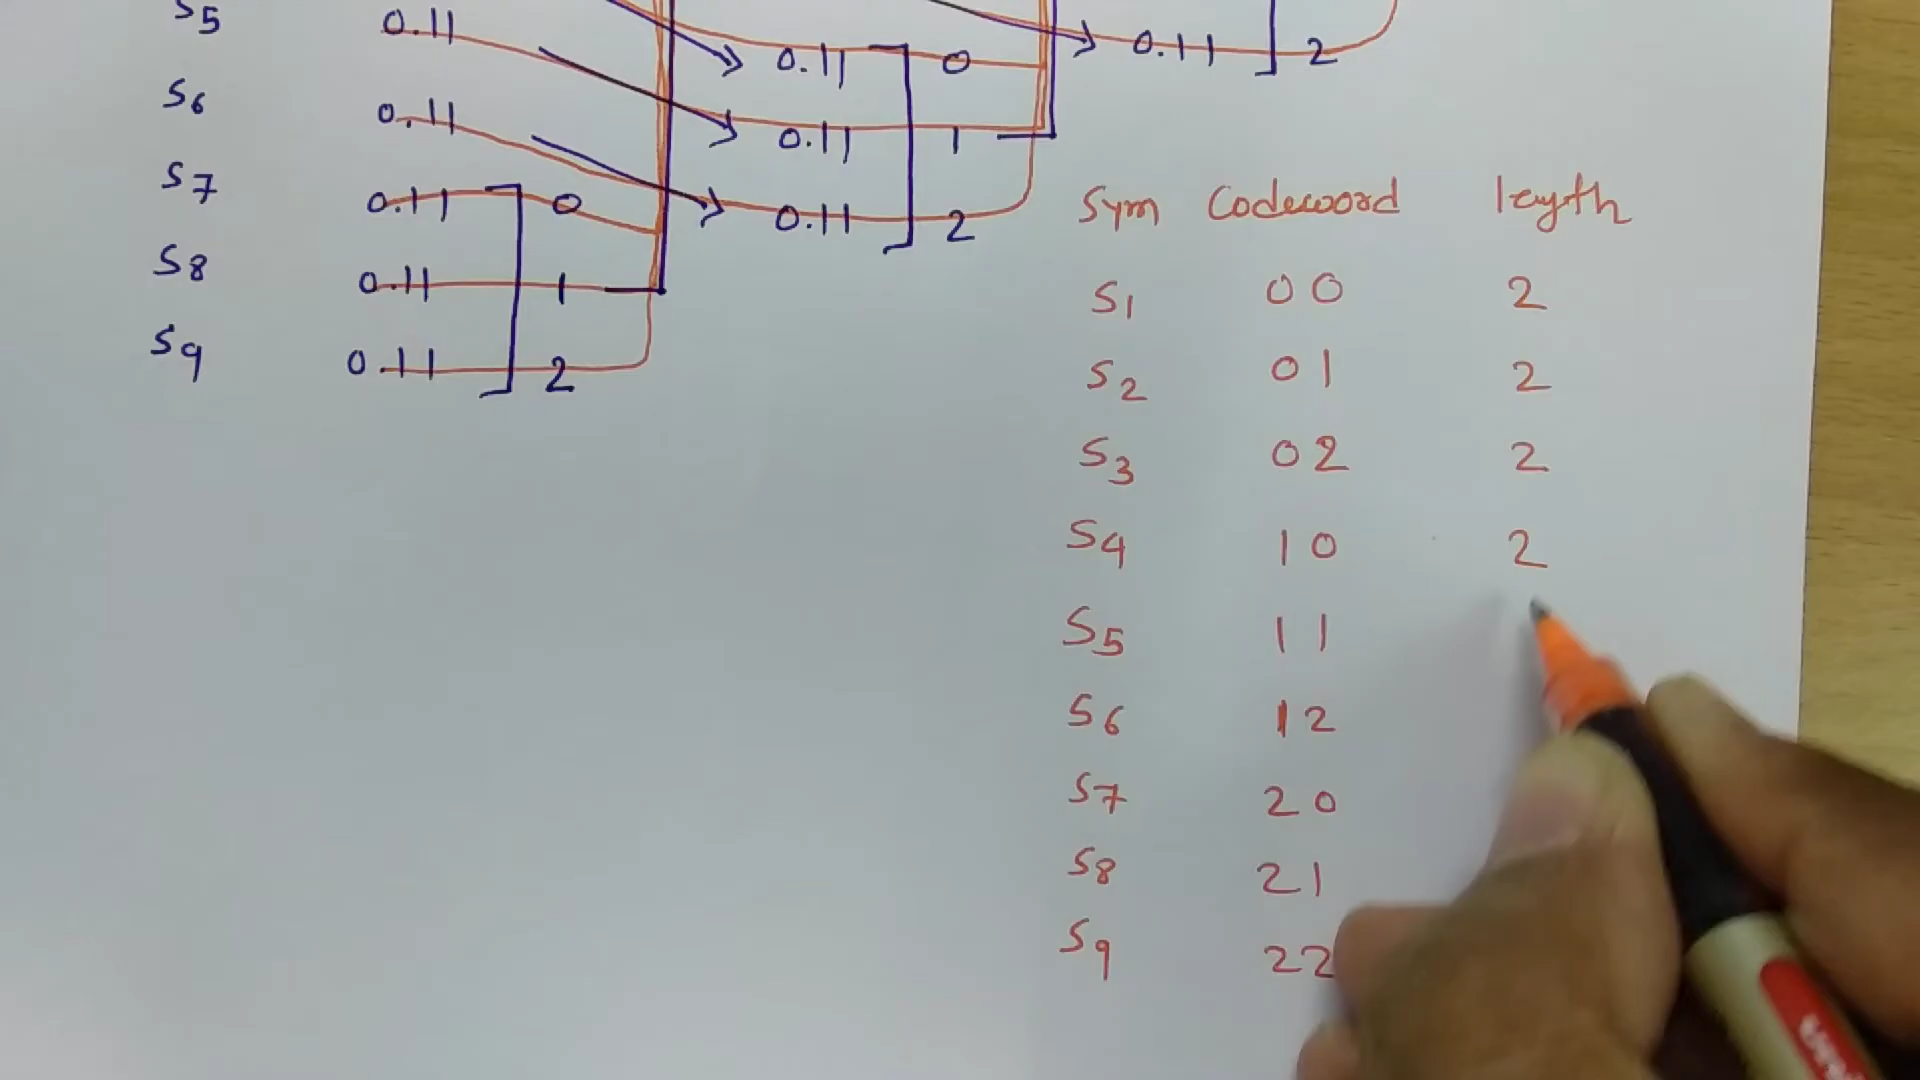 S5 0.11 0.11 0 0.11 2
S6 0.11 0.11 1
S7 0.11 0 0.11 2
S8 0.11 1
S9 0.11 2
Sym Codeword length
S1 00 2
S2 01 2
S3 02 2
S4 10 2
S5 11
S6 12
S7 20
S8 21
S9 22